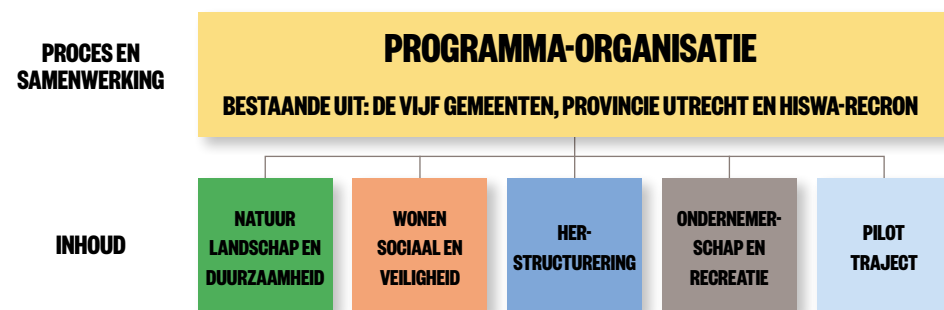 PROCES EN
SAMENWERKING
PROGRAMMA-ORGANISATIE
BESTAANDE UIT: DE VIJF GEMEENTEN, PROVINCIE UTRECHT EN HISWA-RECRON
INHOUD
NATUUR
LANDSCHAP EN
DUURZAAMHEID
WONEN
SOCIAAL EN
VEILIGHEID
HER-
STRUCTURERING
ONDERNEMER-
SCHAP EN
RECREATIE
PILOT
TRAJECT